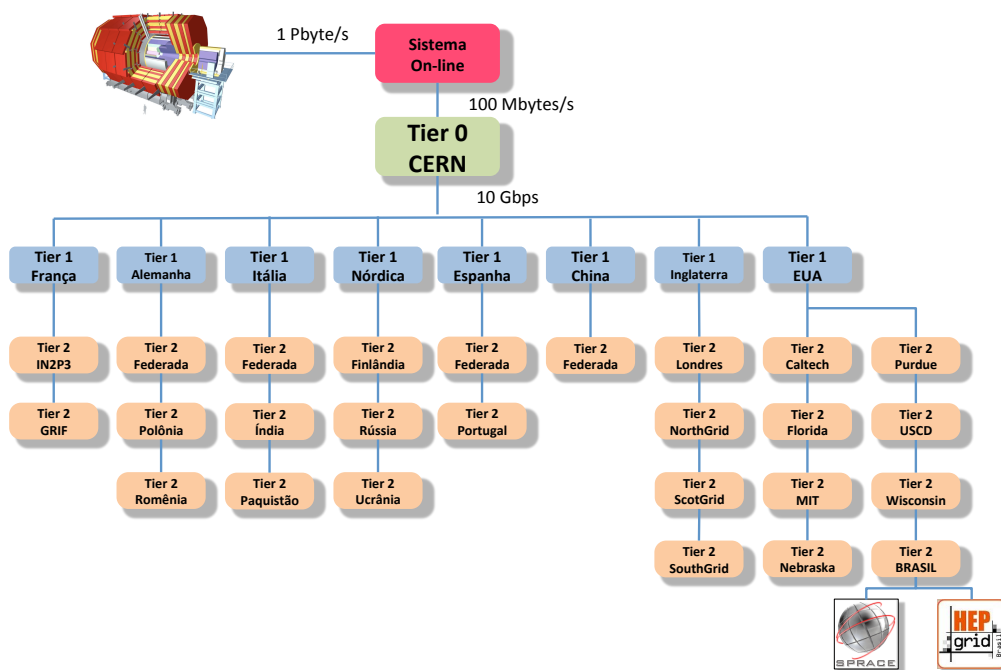 1 Pbyte/s
Sistema
On-line
100 Mbytes/s
Tier 0
CERN
10 Gbps
Tier 1
França
Tier 1
Alemanha
Tier 1
Itália
Tier 1
Nórdica
Tier 1
Espanha
Tier 1
China
Tier 1
Inglaterra
Tier 1
EUA
Tier 2
IN2P3
Tier 2
Federada
Tier 2
Federada
Tier 2
Finlândia
Tier 2
Federada
Tier 2
Federada
Tier 2
Londres
Tier 2
Caltech
Tier 2
Purdue
Tier 2
GRIF
Tier 2
Polônia
Tier 2
Índia
Tier 2
Rússia
Tier 2
Portugal
Tier 2
NorthGrid
Tier 2
Florida
Tier 2
USCD
Tier 2
Romênia
Tier 2
Paquistão
Tier 2
Ucrânia
Tier 2
ScotGrid
Tier 2
MIT
Tier 2
Wisconsin
Tier 2
SouthGrid
Tier 2
Nebraska
Tier 2
BRASIL
SPRACE
HEP
grid
Brasil